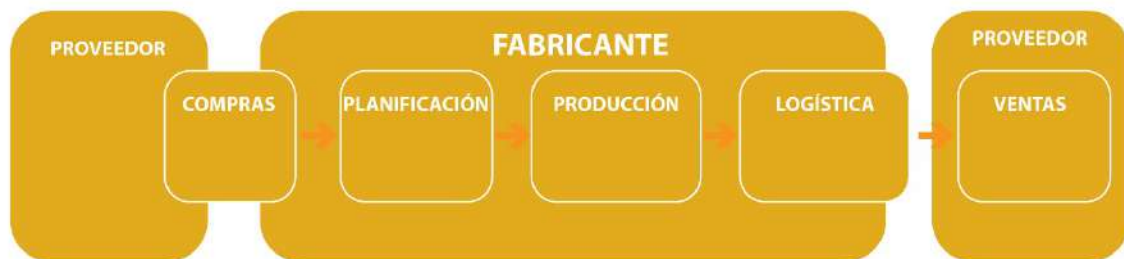 PROVEEDOR
FABRICANTE
PROVEEDOR
COMPRAS
PLANIFICACIÓN
PRODUCCIÓN
LOGÍSTICA
VENTAS